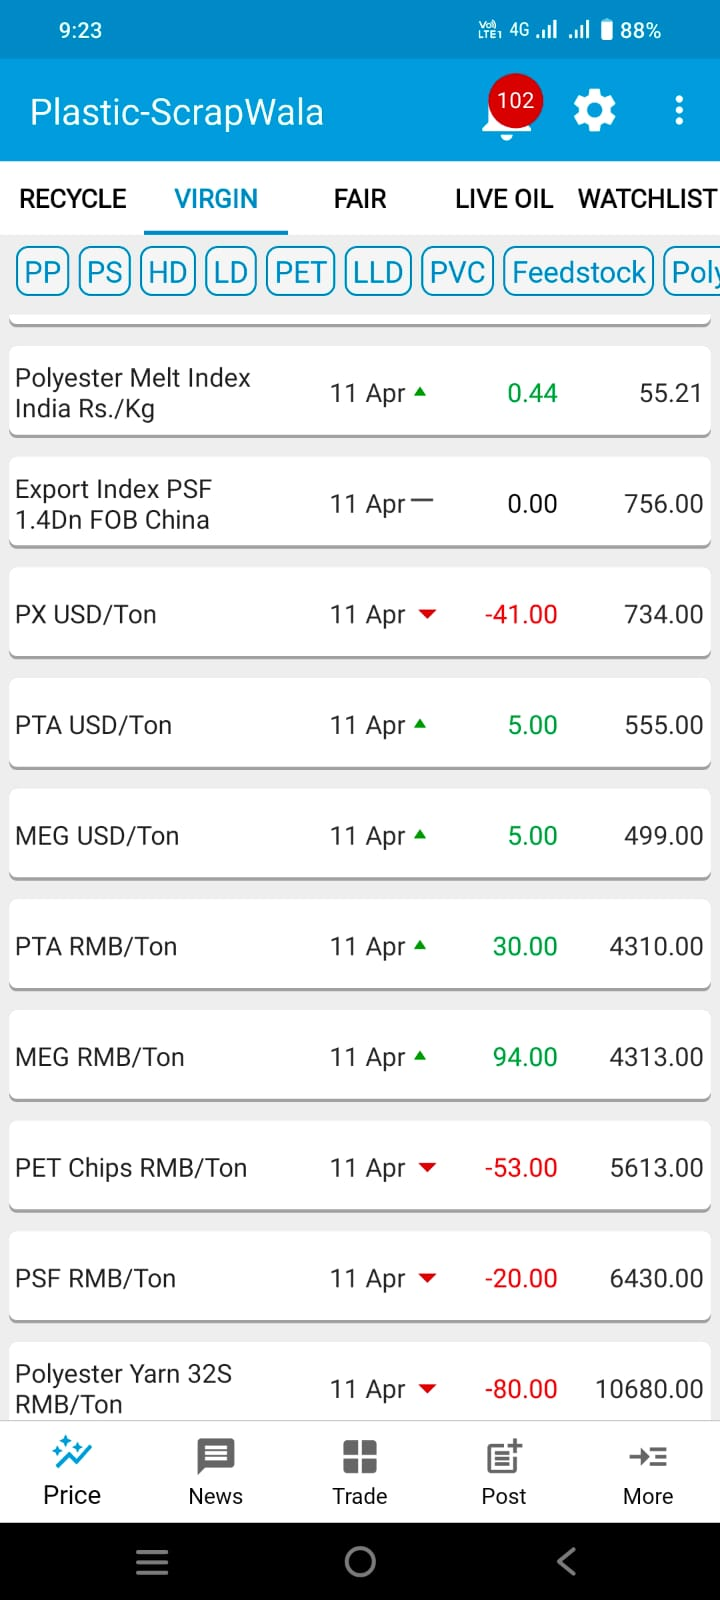 9:23 VoLTE1 4G 88%
Plastic-ScrapWala 102
RECYCLE VIRGIN FAIR LIVE OIL WATCHLIST
PP PS HD LD PET LLD PVC Feedstock Poly
Polyester Melt Index
India Rs./Kg 11 Apr 0.44 55.21
Export Index PSF
1.4Dn FOB China 11 Apr 0.00 756.00
PX USD/Ton 11 Apr -41.00 734.00
PTA USD/Ton 11 Apr 5.00 555.00
MEG USD/Ton 11 Apr 5.00 499.00
PTA RMB/Ton 11 Apr 30.00 4310.00
MEG RMB/Ton 11 Apr 94.00 4313.00
PET Chips RMB/Ton 11 Apr -53.00 5613.00
PSF RMB/Ton 11 Apr -20.00 6430.00
Polyester Yarn 32S
RMB/Ton 11 Apr -80.00 10680.00
Price News Trade Post More